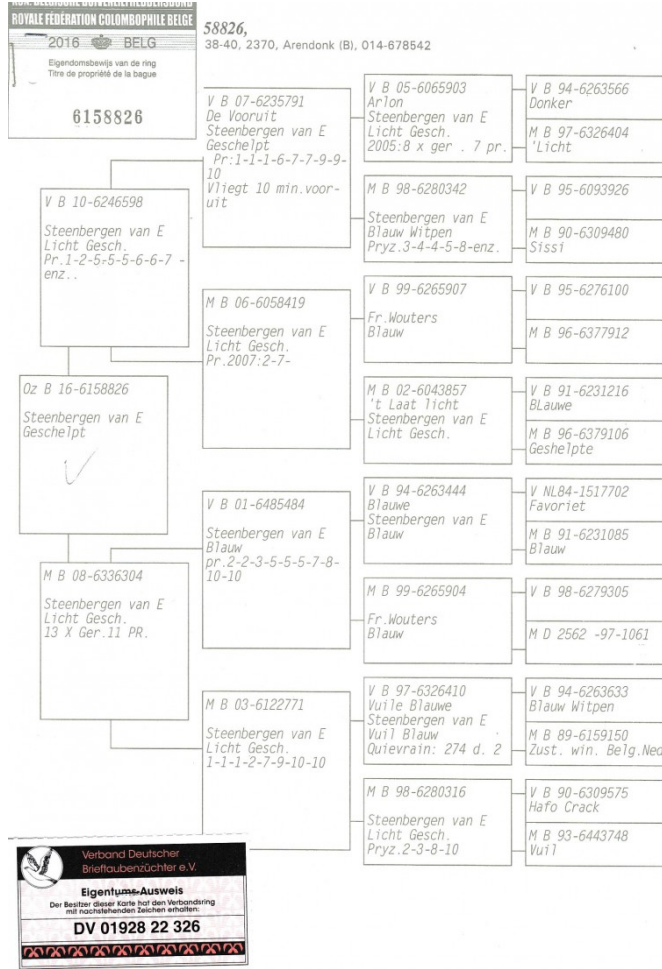 ROYALE FÉDÉRATION COLOMBOPHILE BELGE
2016 BELG
Eigendomsbewijs van de ring
Titre de propriété de la bague
6158826
58826,
38-40, 2370, Arendonk (B), 014-678542
Oz B 16-6158826
Steenbergen van E
Geschelpt
V B 10-6246598
Steenbergen van E
Licht Gesch.
Pr.1-2-5-5-5-6-6-7 -
enz..
M B 08-6336304
Steenbergen van E
Licht Gesch.
13 X Ger.11 PR.
V B 07-6235791
De Vooruit
Steenbergen van E
Geschelpt
Pr:1-1-1-6-7-7-9-9-
10
Vliegt 10 min.voor-
uit
M B 06-6058419
Steenbergen van E
Licht Gesch.
Pr.2007:2-7-
V B 01-6485484
Steenbergen van E
Blauw
pr.2-2-3-5-5-5-7-8-
10-10
M B 03-6122771
Steenbergen van E
Licht Gesch.
1-1-1-2-7-9-10-10
V B 05-6065903
Arlon
Steenbergen van E
Licht Gesch.
2005:8 x ger . 7 pr.
M B 98-6280342
Steenbergen van E
Blauw Witpen
Pryz.3-4-4-5-8-enz.
V B 99-6265907
Fr.Wouters
Blauw
M B 02-6043857
't Laat licht
Steenbergen van E
Licht Gesch.
V B 94-6263444
Blauwe
Steenbergen van E
Blauw
M B 99-6265904
Fr.Wouters
Blauw
V B 97-6326410
Vuile Blauwe
Steenbergen van E
Vuil Blauw
Quievrain: 274 d. 2
M B 98-6280316
Steenbergen van E
Licht Gesch.
Pryz.2-3-8-10
V B 94-6263566
Donker
M B 97-6326404
'Licht
V B 95-6093926
M B 90-6309480
Sissi
V B 95-6276100
M B 96-6377912
V B 91-6231216
BLauwe
M B 96-6379106
Geshelpte
V NL84-1517702
Favoriet
M B 91-6231085
Blauw
V B 98-6279305
M D 2562 -97-1061
V B 94-6263633
Blauw Witpen
M B 89-6159150
Zust. win. Belg.Ned
V B 90-6309575
Hafo Crack
M B 93-6443748
Vuil
Verband Deutscher
Brieftaubenzüchter e.V.
Eigentums-Ausweis
Der Besitzer dieser Karte hat den Verbandsring
mit nachstehenden Zeichen erhalten:
DV 01928 22 326